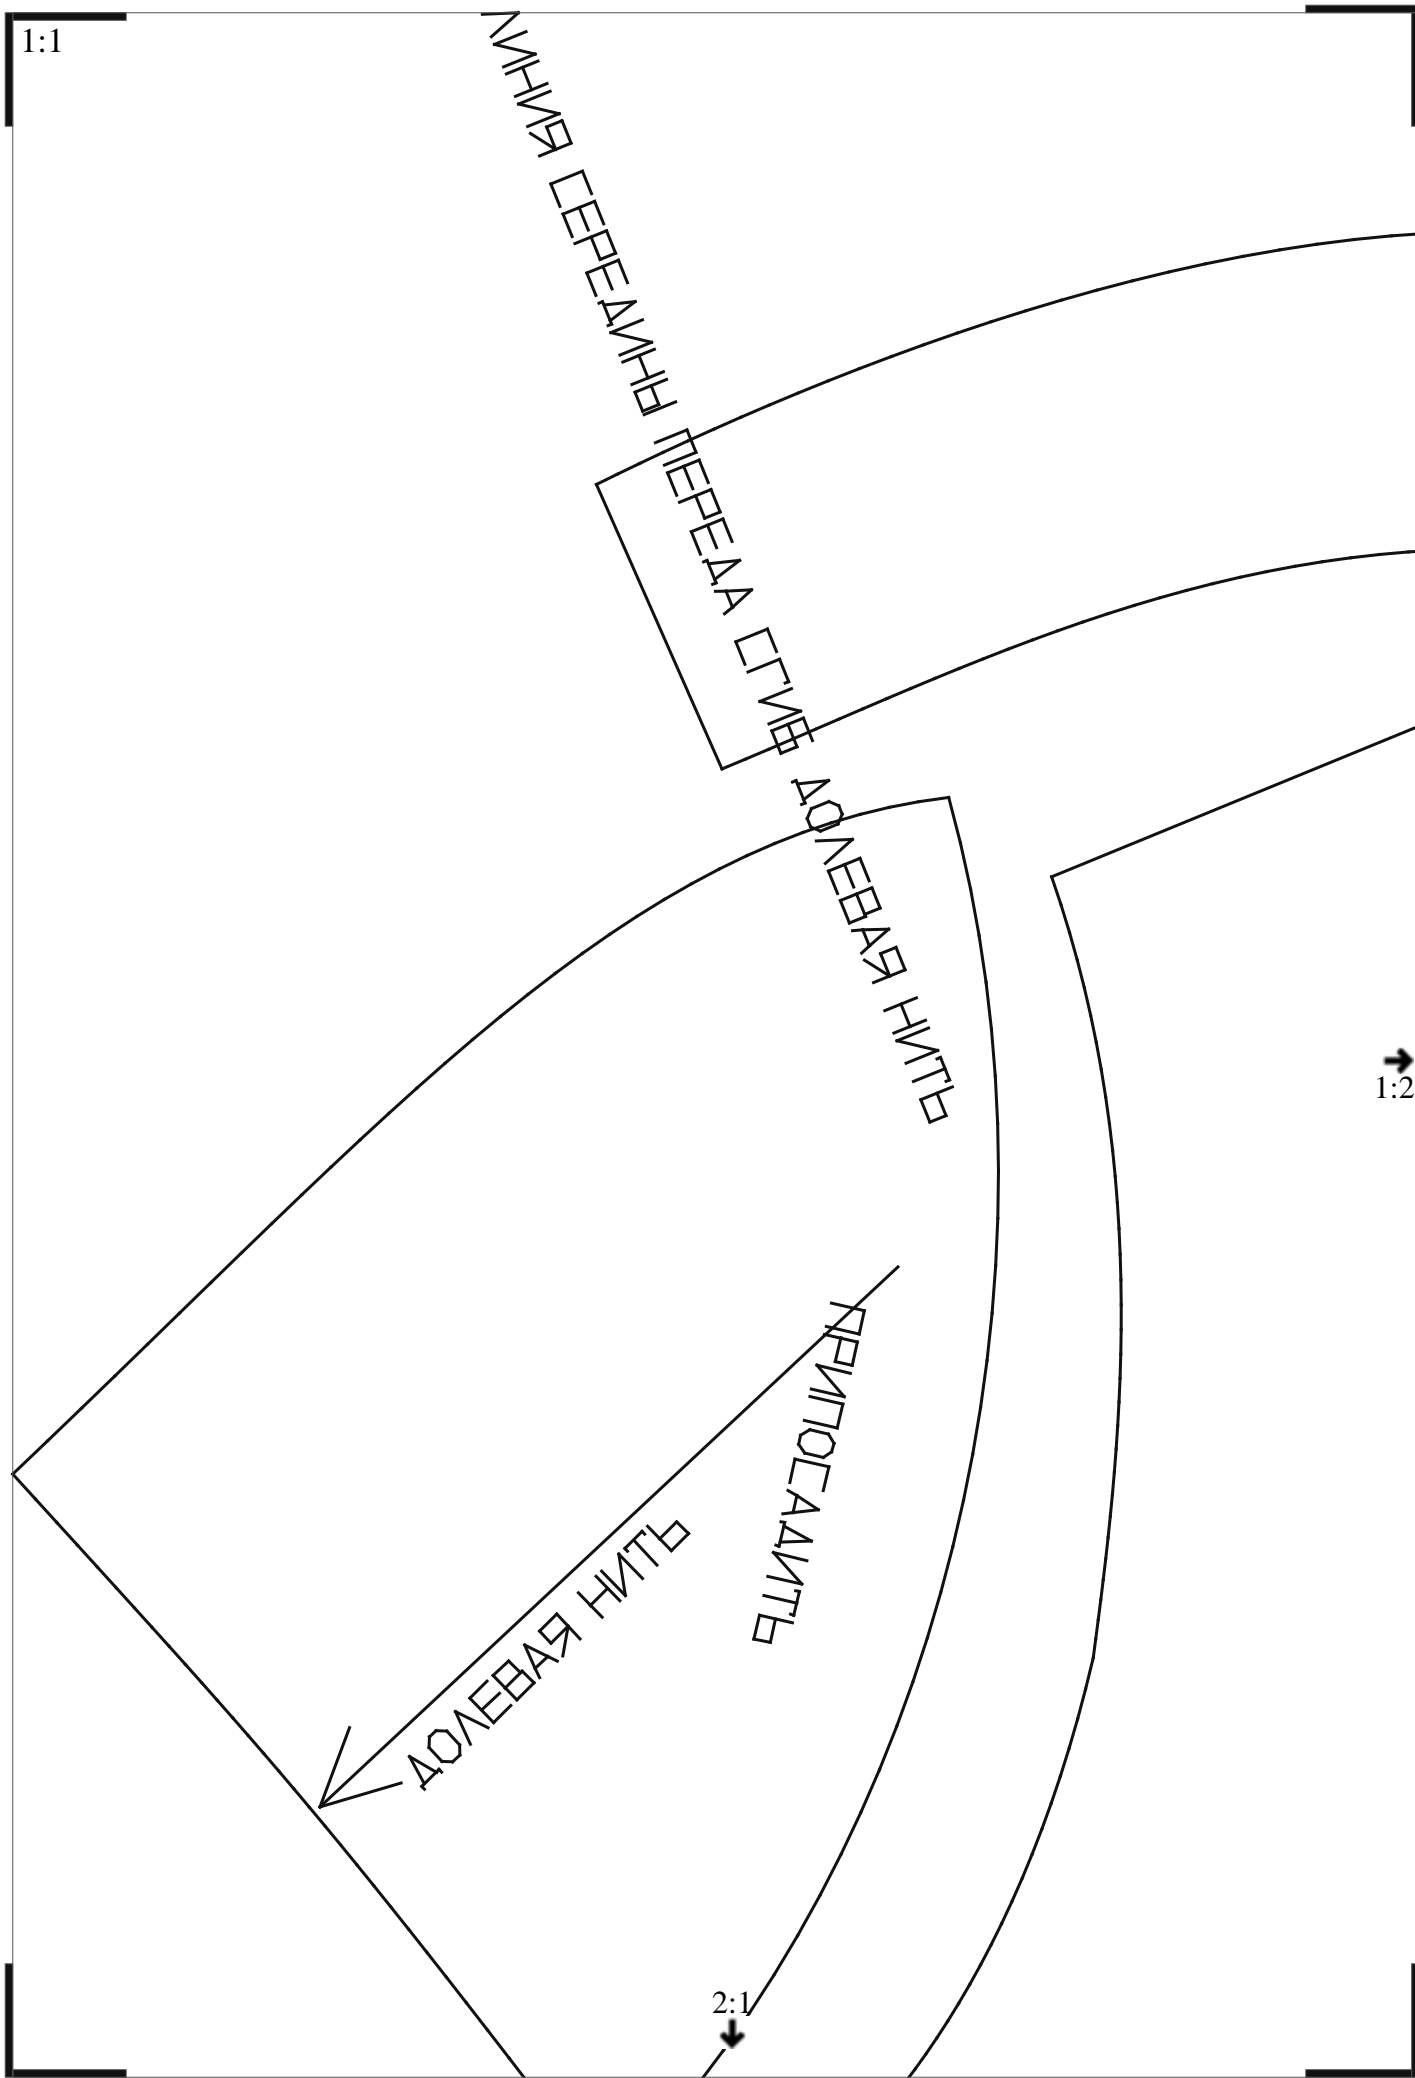 1:1
ЛИНИЯ СЕРЕДИНЫ ПЕРЕДА СГИБ ДОЛЕВАЯ НИТЬ
1:2
ПРИПОСАДИТЬ
ДОЛЕВАЯ НИТЬ
2:1